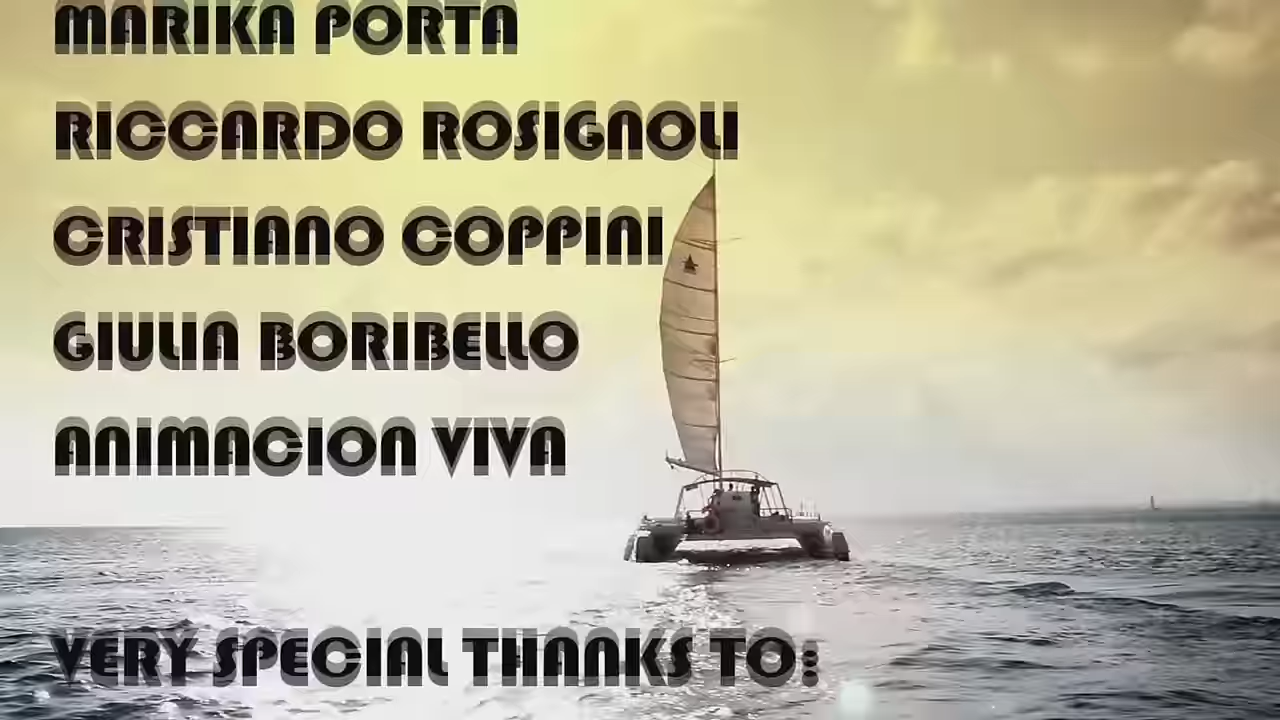 MARIKA PORTA
RICCARDO ROSIGNOLI
CRISTIANO COPPINI
GIULIA BORIBELLO
ANIMACION VIVA
VERY SPECIAL THANKS TO: